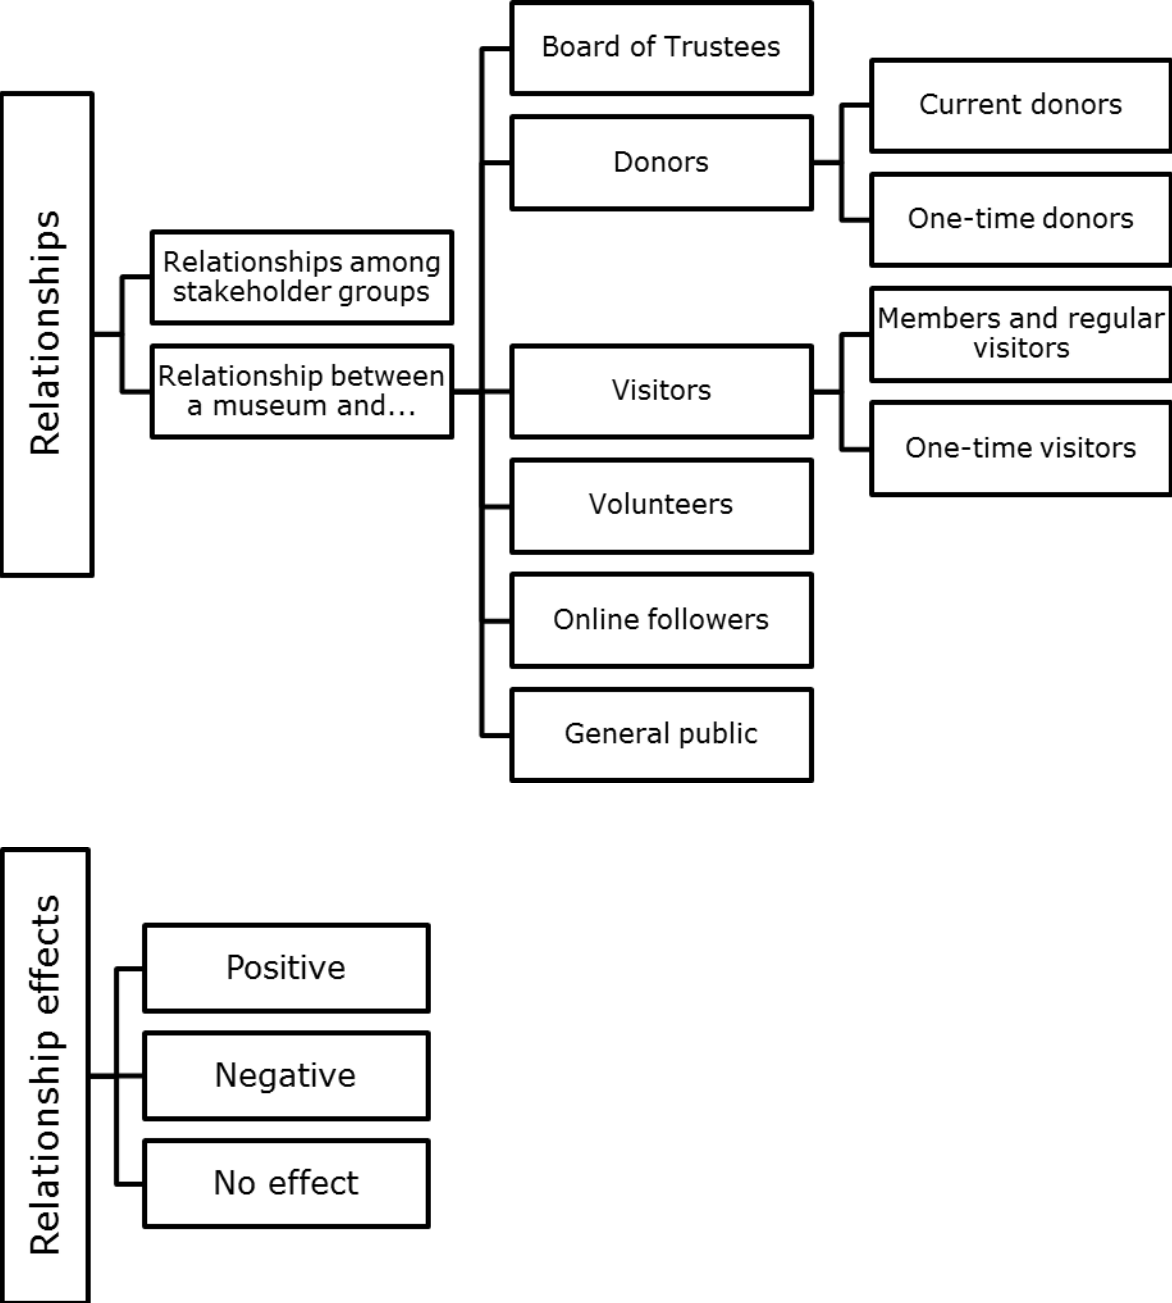 Relationships
Relationships among
stakeholder groups
Relationship between
a museum and...
Board of Trustees
Donors
Current donors
One-time donors
Visitors
Members and regular
visitors
One-time visitors
Volunteers
Online followers
General public
Relationship effects
Positive
Negative
No effect